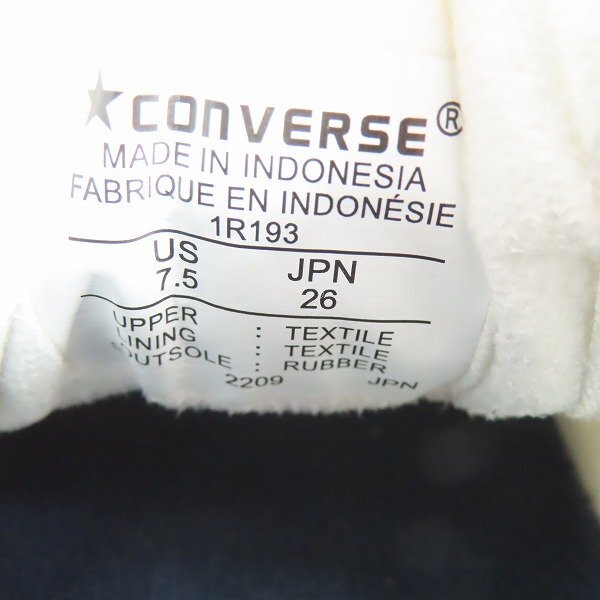 ★CONVERSE®
MADE IN INDONESIA
FABRIQUE EN INDONÉSIE
1R193
US JPN
7.5 26
UPPER : TEXTILE
LINING : TEXTILE
OUTSOLE : RUBBER
2209 JPN